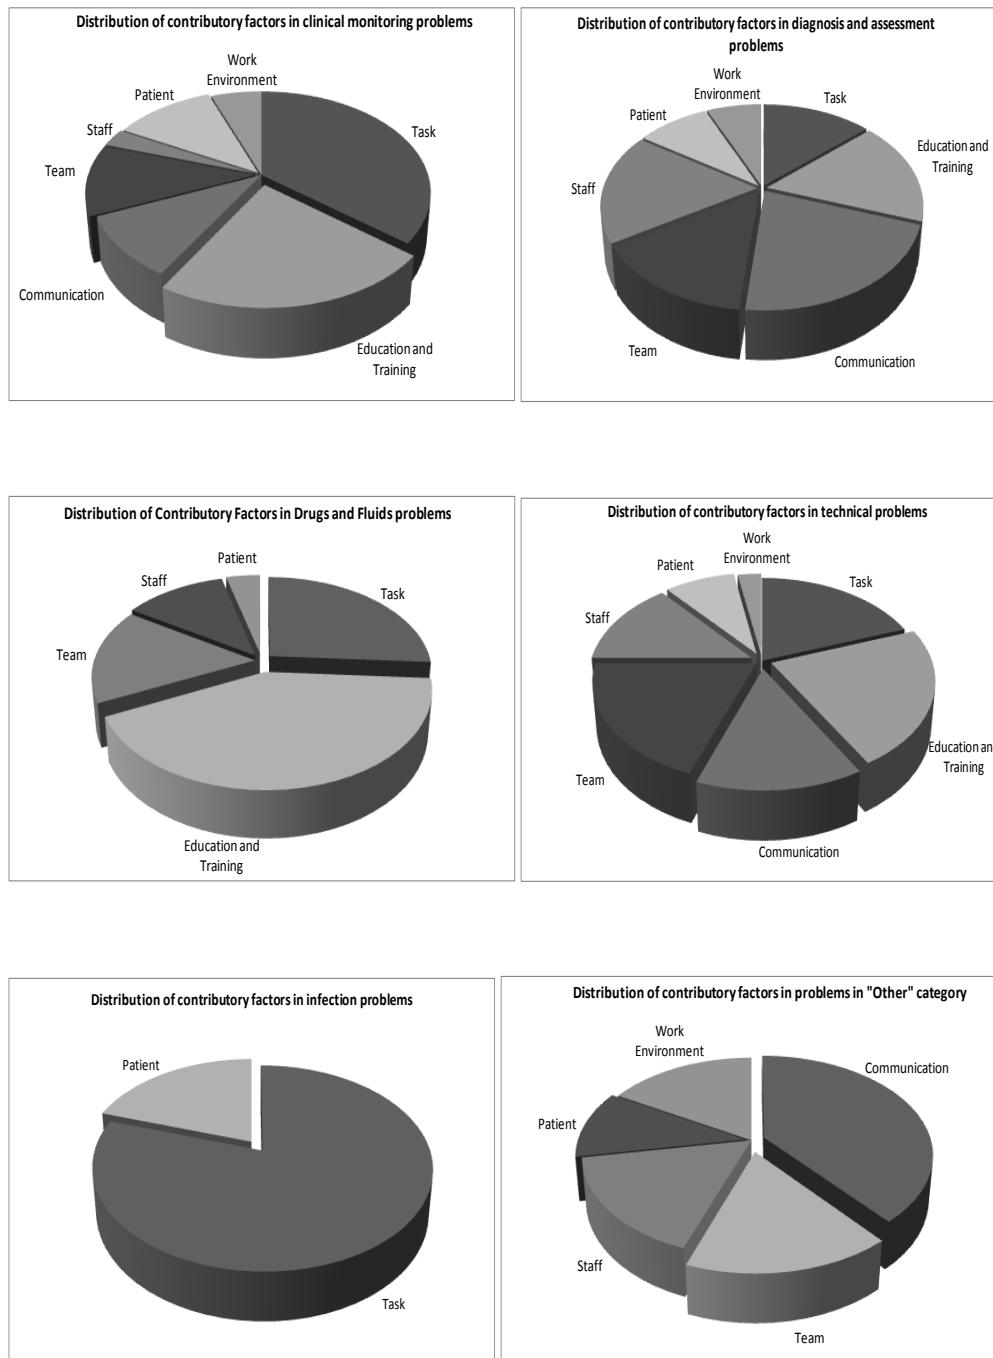 Distribution of contributory factors in clinical monitoring problems
Work
Environment
Patient
Staff
Team
Task
Communication
Education and
Training
Distribution of contributory factors in diagnosis and assessment
problems
Work
Environment
Task
Patient
Education and
Training
Staff
Team
Communication
Distribution of Contributory Factors in Drugs and Fluids problems
Patient
Staff
Task
Team
Education and
Training
Distribution of contributory factors in technical problems
Work
Environment
Patient
Task
Staff
Education an
Training
Team
Communication
Distribution of contributory factors in infection problems
Patient
Task
Distribution of contributory factors in problems in "Other" category
Work
Environment
Communication
Patient
Staff
Team